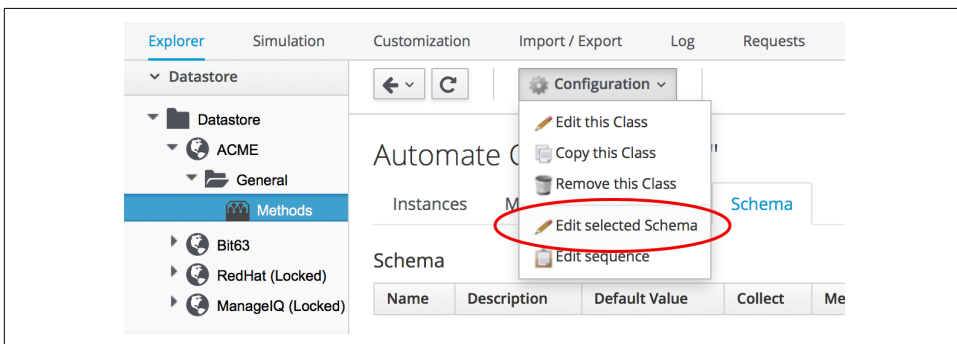 Explorer Simulation Customization Import / Export Log Requests
Datastore
Configuration
Datastore
ACME
General
Methods
Bit63
RedHat (Locked)
ManageIQ (Locked)
Edit this Class
Copy this Class
Remove this Class
Edit selected Schema
Edit sequence
Automate "
Instances Schema
Schema
Name Description Default Value Collect